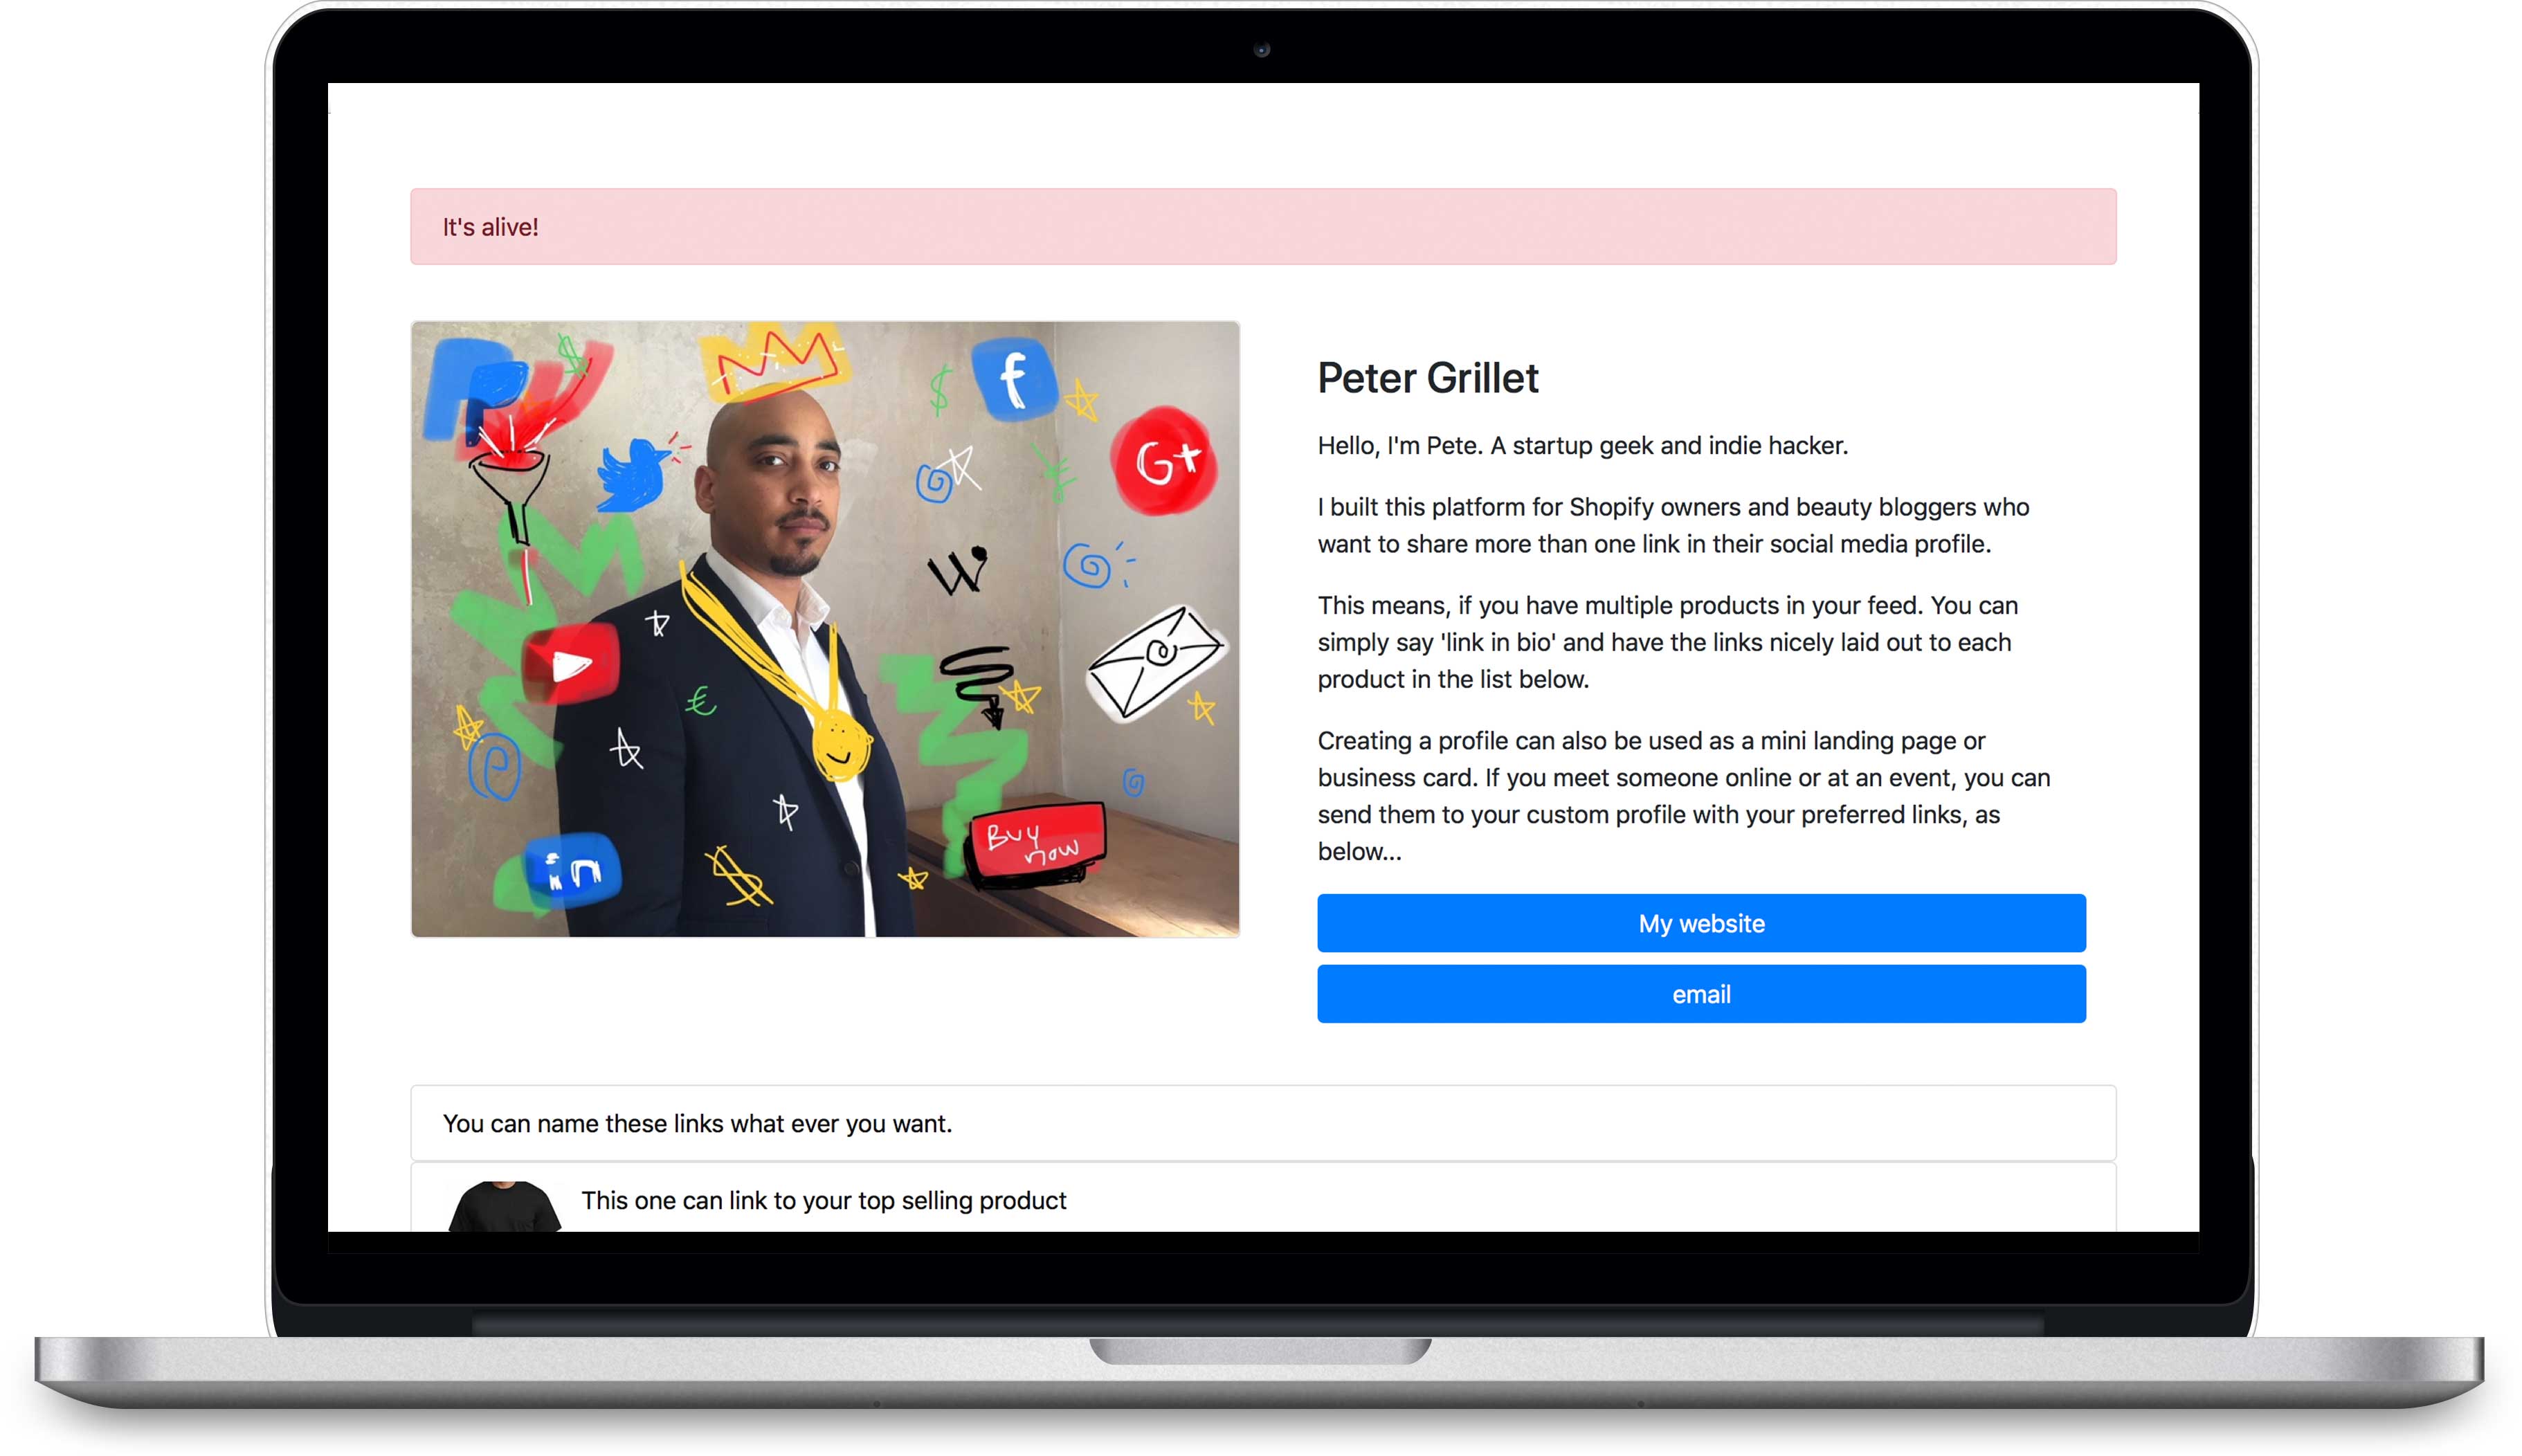 It's alive!
f
G+
W
in
Buy
now
Peter Grillet
Hello, I'm Pete. A startup geek and indie hacker.
I built this platform for Shopify owners and beauty bloggers who
want to share more than one link in their social media profile.
This means, if you have multiple products in your feed. You can
simply say 'link in bio' and have the links nicely laid out to each
product in the list below.
Creating a profile can also be used as a mini landing page or
business card. If you meet someone online or at an event, you can
send them to your custom profile with your preferred links, as
below...
My website
email
You can name these links what ever you want.
This one can link to your top selling product